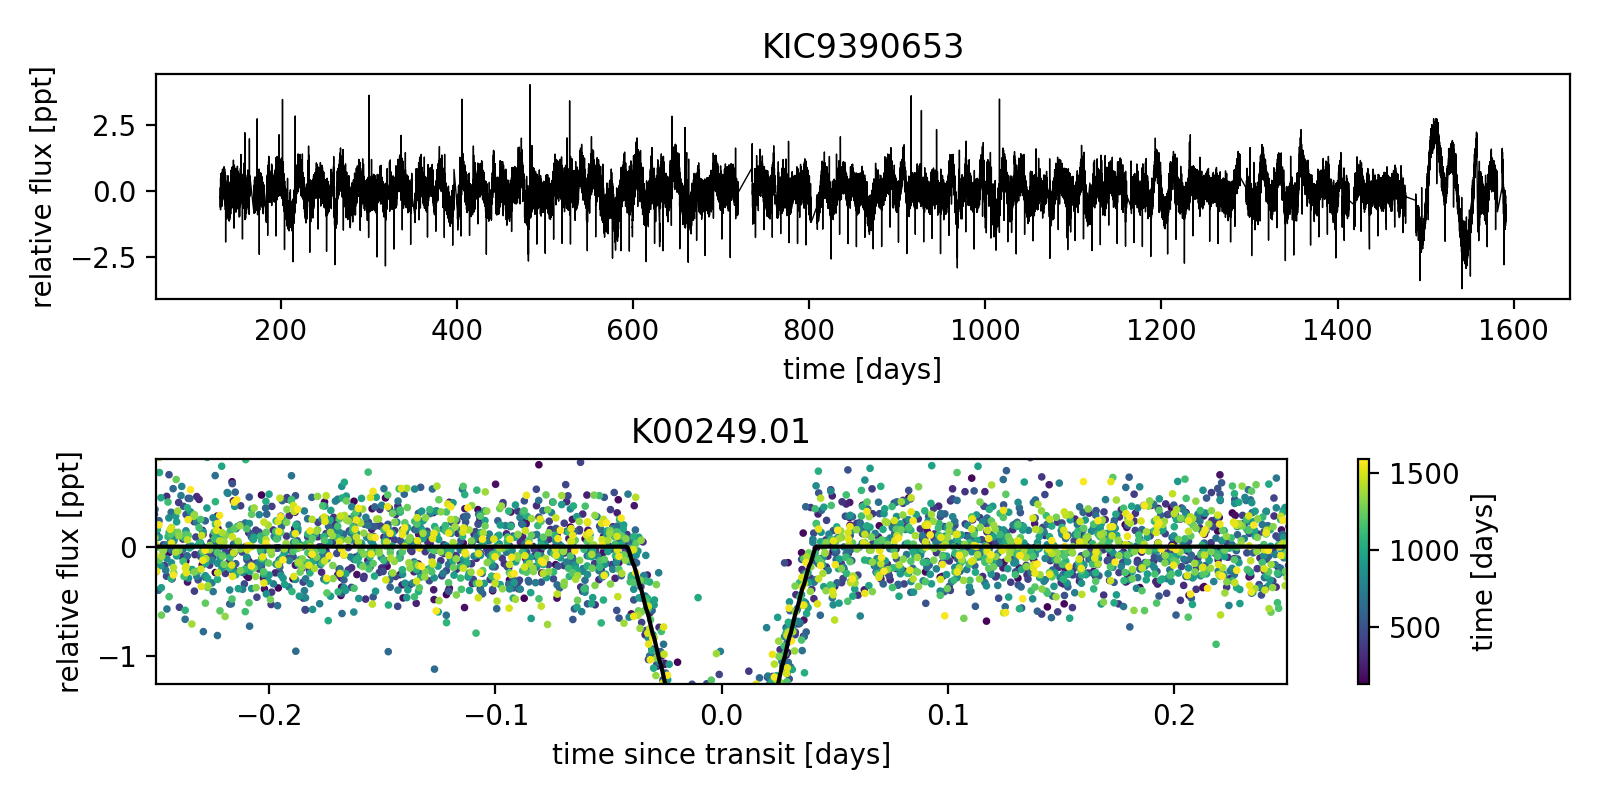 KIC9390653
relative flux [ppt]
2.5
0.0
−2.5
200 400 600 800 1000 1200 1400 1600
time [days]
K00249.01
relative flux [ppt]
0
−1
−0.2 −0.1 0.0 0.1 0.2
time since transit [days]
1500
1000
500
time [days]